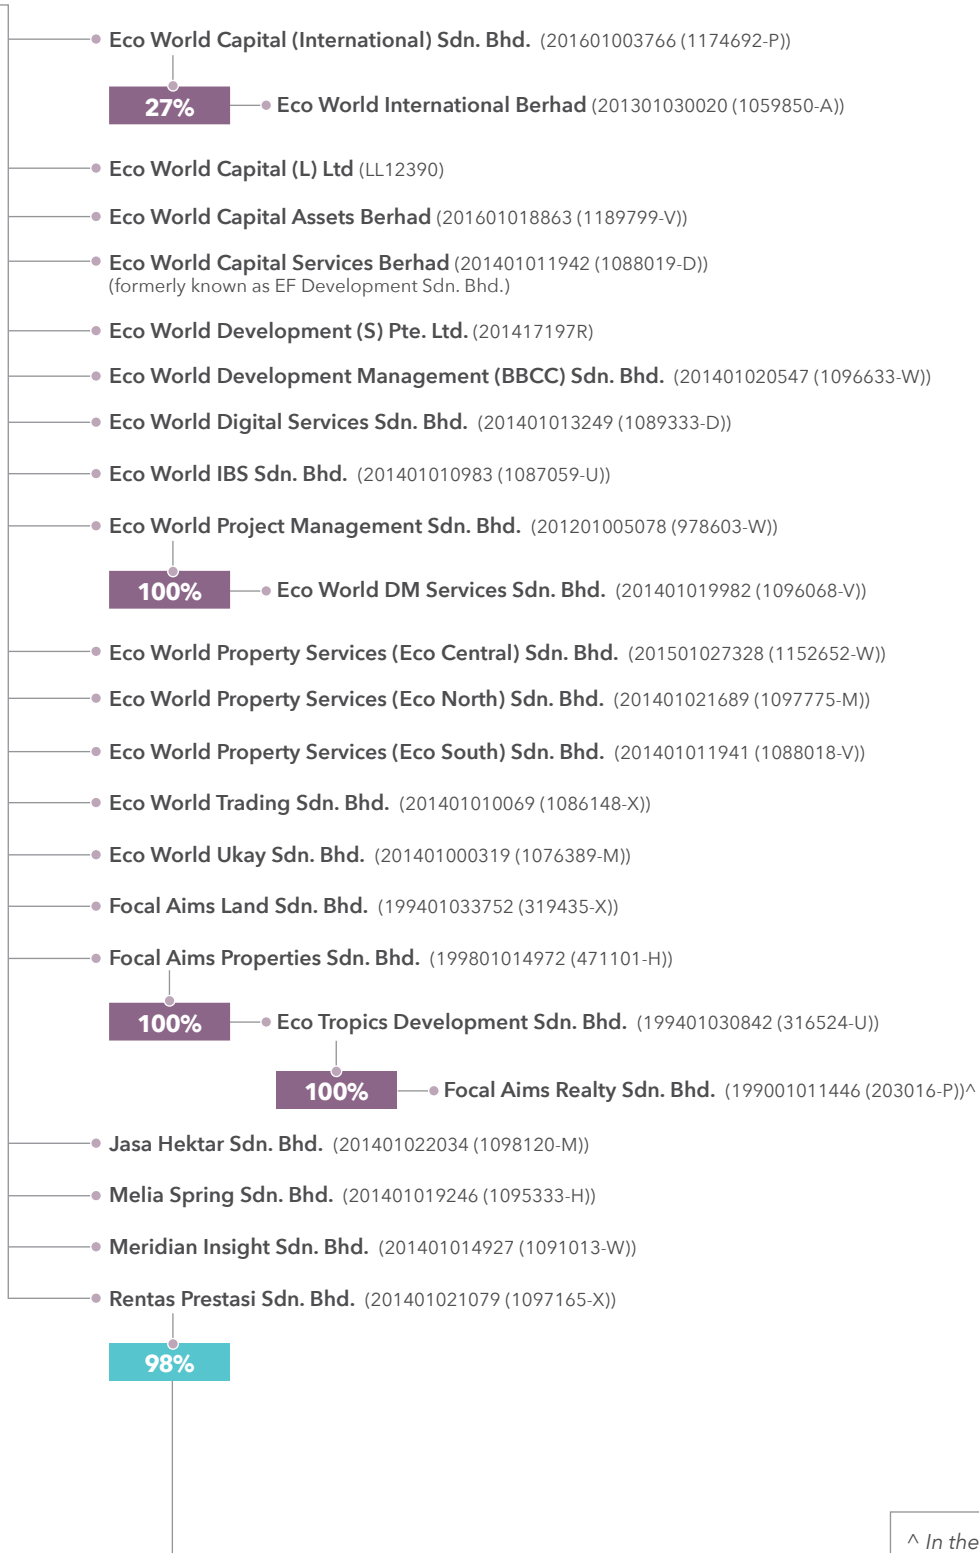 Eco World Capital (International) Sdn. Bhd. (201601003766 (1174692-P))
27%
Eco World International Berhad (201301030020 (1059850-A))
Eco World Capital (L) Ltd (LL12390)
Eco World Capital Assets Berhad (201601018863 (1189799-V))
Eco World Capital Services Berhad (201401011942 (1088019-D))
(formerly known as EF Development Sdn. Bhd.)
Eco World Development (S) Pte. Ltd. (201417197R)
Eco World Development Management (BBCC) Sdn. Bhd. (201401020547 (1096633-W))
Eco World Digital Services Sdn. Bhd. (201401013249 (1089333-D))
Eco World IBS Sdn. Bhd. (201401010983 (1087059-U))
Eco World Project Management Sdn. Bhd. (201201005078 (978603-W))
100%
Eco World DM Services Sdn. Bhd. (201401019982 (1096068-V))
Eco World Property Services (Eco Central) Sdn. Bhd. (201501027328 (1152652-W))
Eco World Property Services (Eco North) Sdn. Bhd. (201401021689 (1097775-M))
Eco World Property Services (Eco South) Sdn. Bhd. (201401011941 (1088018-V))
Eco World Trading Sdn. Bhd. (201401010069 (1086148-X))
Eco World Ukay Sdn. Bhd. (201401000319 (1076389-M))
Focal Aims Land Sdn. Bhd. (199401033752 (319435-X))
Focal Aims Properties Sdn. Bhd. (199801014972 (471101-H))
100%
Eco Tropics Development Sdn. Bhd. (199401030842 (316524-U))
100%
Focal Aims Realty Sdn. Bhd. (199001011446 (203016-P))^
Jasa Hektar Sdn. Bhd. (201401022034 (1098120-M))
Melia Spring Sdn. Bhd. (201401019246 (1095333-H))
Meridian Insight Sdn. Bhd. (201401014927 (1091013-W))
Rentas Prestasi Sdn. Bhd. (201401021079 (1097165-X))
98%
^ In the